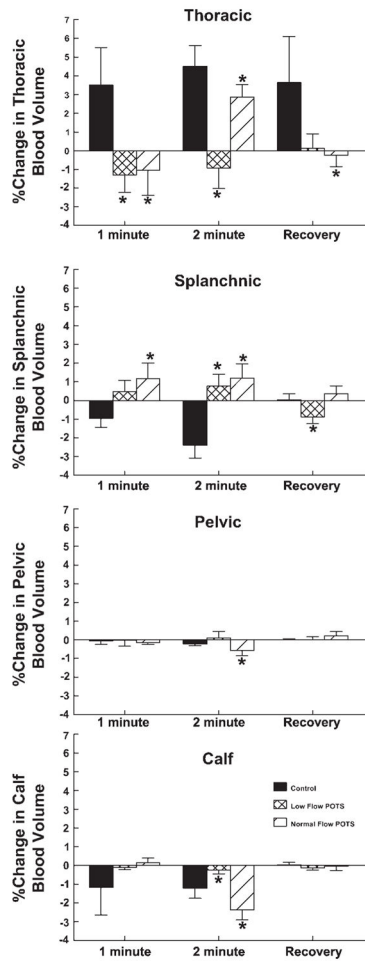 Thoracic
%Change in Thoracic
Blood Volume
7
6
5
4
3
2
1
0
-1
-2
-3
-4
* * * * *
1 minute 2 minute Recovery
Splanchnic
%Change in Splanchnic
Blood Volume
7
6
5
4
3
2
1
0
-1
-2
-3
-4
* * * *
1 minute 2 minute Recovery
Pelvic
%Change in Pelvic
Blood Volume
7
6
5
4
3
2
1
0
-1
-2
-3
-4
*
1 minute 2 minute Recovery
Calf
%Change in Calf
Blood Volume
7
6
5
4
3
2
1
0
-1
-2
-3
-4
Control
Low Flow POTS
Normal Flow POTS
* *
1 minute 2 minute Recovery